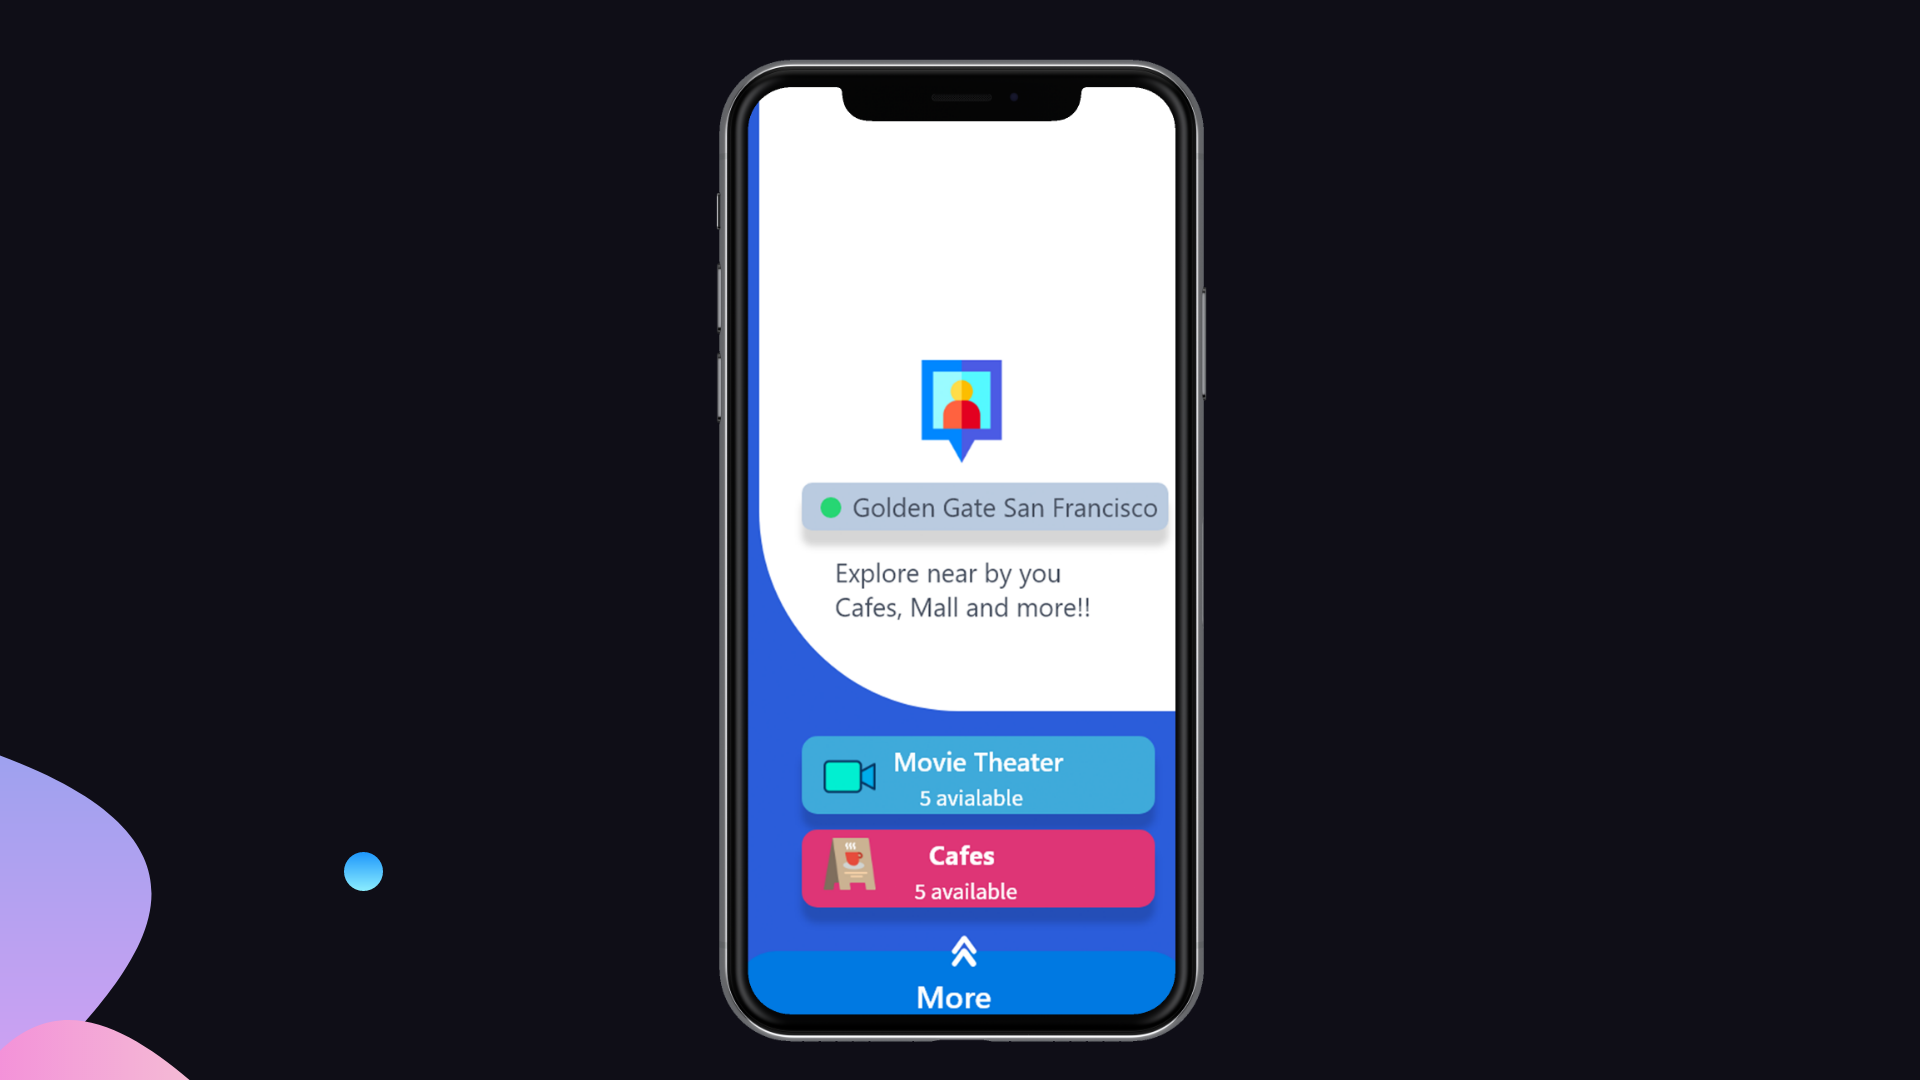 Golden Gate San Francisco
Explore near by you
Cafes, Mall and more!!
Movie Theater
5 avialable
Cafes
5 available
More